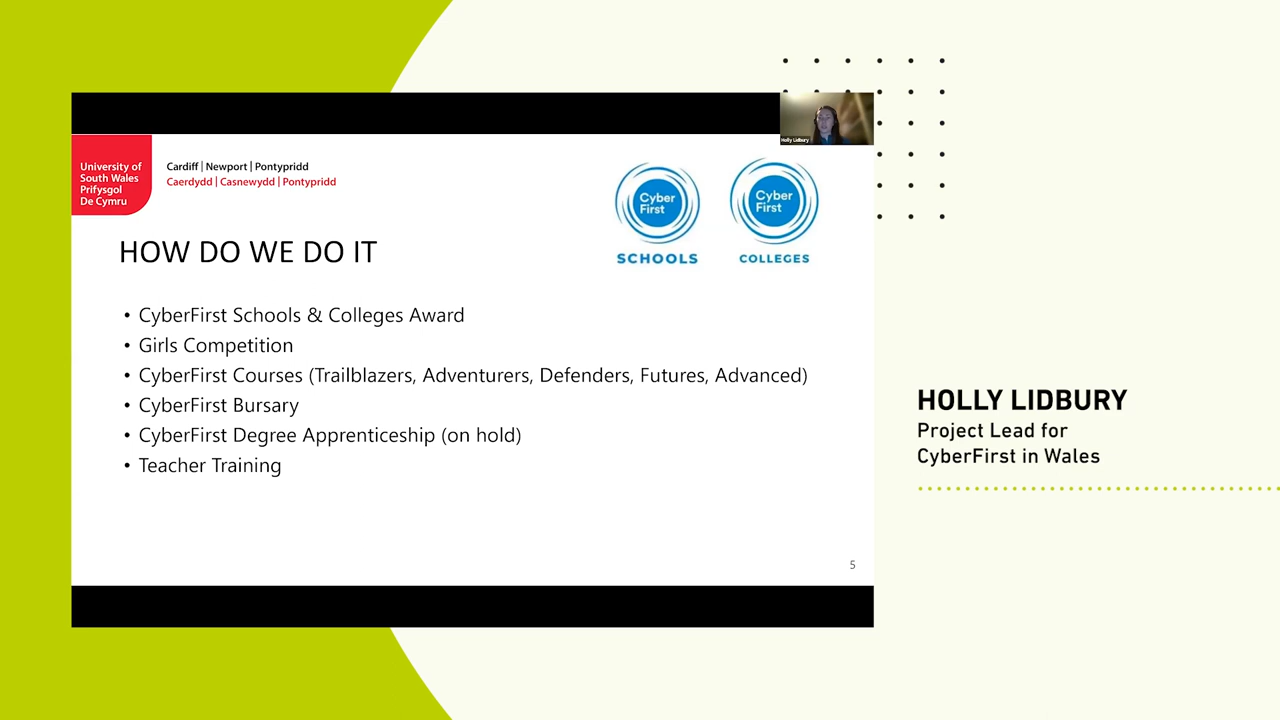 Holly Lidbury
University of
South Wales
Prifysgol
De Cymru
Cardiff | Newport | Pontypridd
Caerdydd | Casnewydd | Pontypridd
Cyber
First
SCHOOLS
Cyber
First
COLLEGES
HOW DO WE DO IT
• CyberFirst Schools & Colleges Award
• Girls Competition
• CyberFirst Courses (Trailblazers, Adventurers, Defenders, Futures, Advanced)
• CyberFirst Bursary
• CyberFirst Degree Apprenticeship (on hold)
• Teacher Training
5
HOLLY LIDBURY
Project Lead for
CyberFirst in Wales